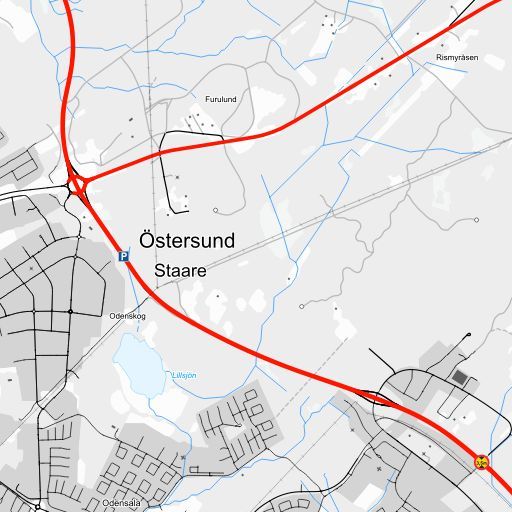 Rismyråsen
Furulund
Östersund
P
Staare
Odenskog
Lillsjön
Odensala